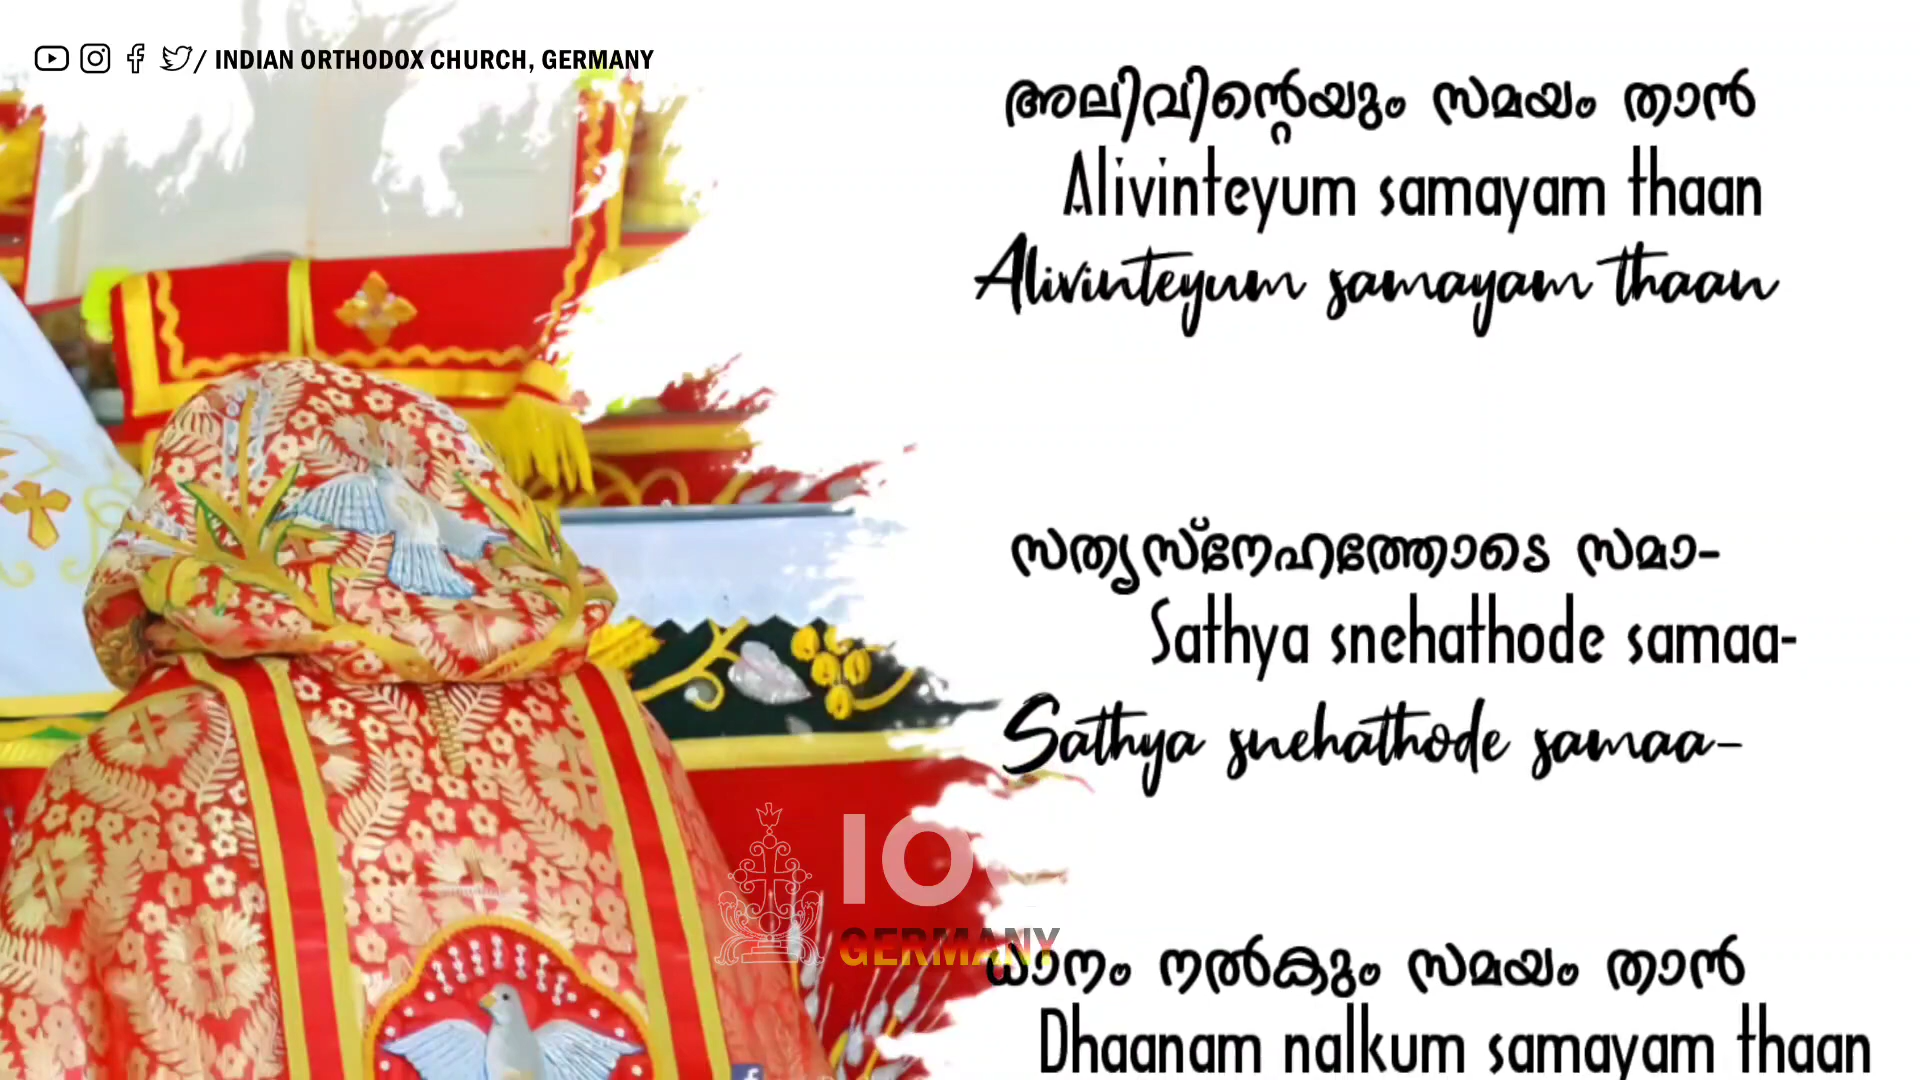 / INDIAN ORTHODOX CHURCH, GERMANY
അലിവിന്റെയും സമയം താൻ
Alivinteyum samayam thaan
Alivinteyum samayam thaan
സത്യസ്നേഹത്തോടെ സമാ-
Sathya snehathode samaa-
Sathya snehathode samaa-
IO
GERMANY
ധാനം നൽകും സമയം താൻ
Dhaanam nalkum samayam thaan